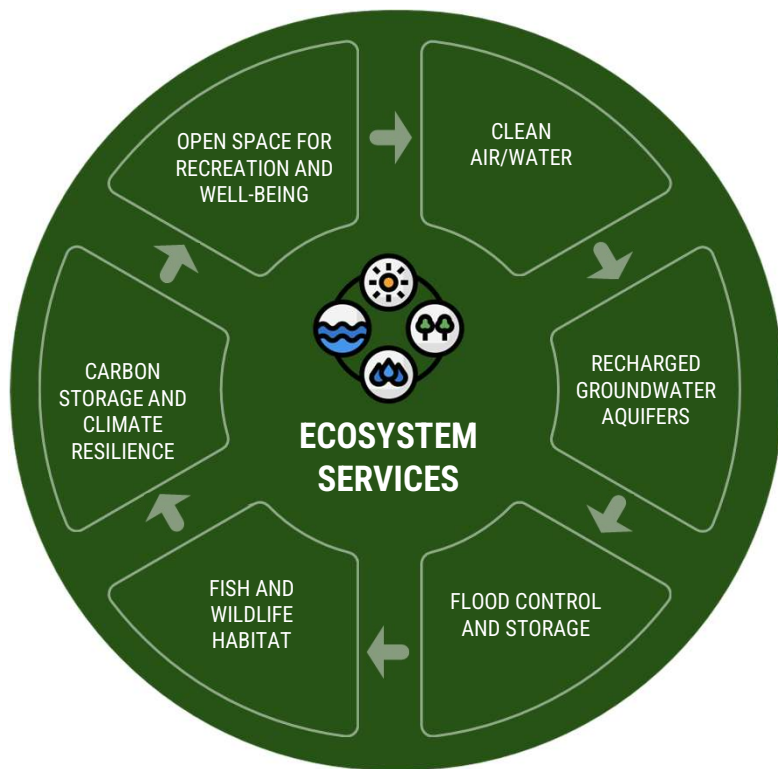 OPEN SPACE FOR
RECREATION AND
WELL-BEING
CLEAN
AIR/WATER
RECHARGED
GROUNDWATER
AQUIFERS
FLOOD CONTROL
AND STORAGE
FISH AND
WILDLIFE
HABITAT
CARBON
STORAGE AND
CLIMATE
RESILIENCE
ECOSYSTEM
SERVICES